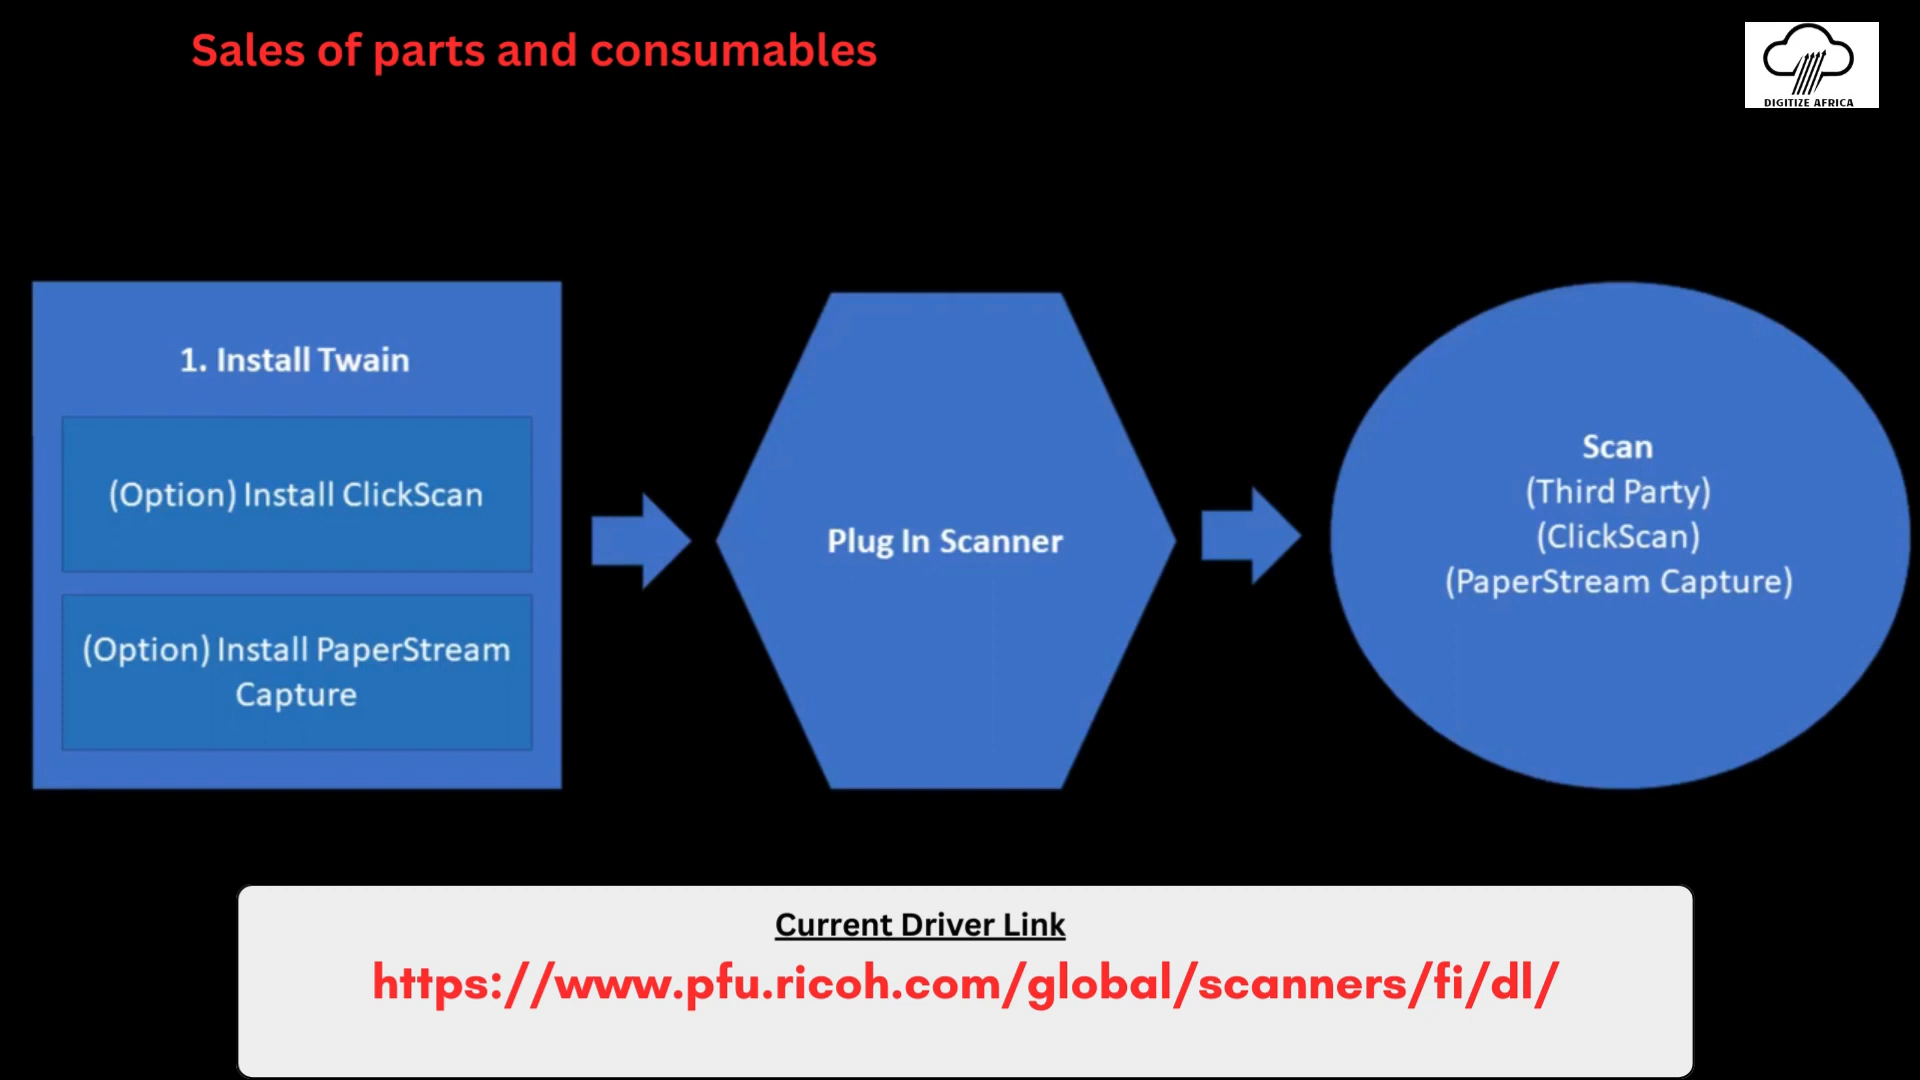 Sales of parts and consumables
DIGITIZE AFRICA
1. Install Twain
(Option) Install ClickScan
(Option) Install PaperStream
Capture
Plug In Scanner
Scan
(Third Party)
(ClickScan)
(PaperStream Capture)
Current Driver Link
https://www.pfu.ricoh.com/global/scanners/fi/dl/